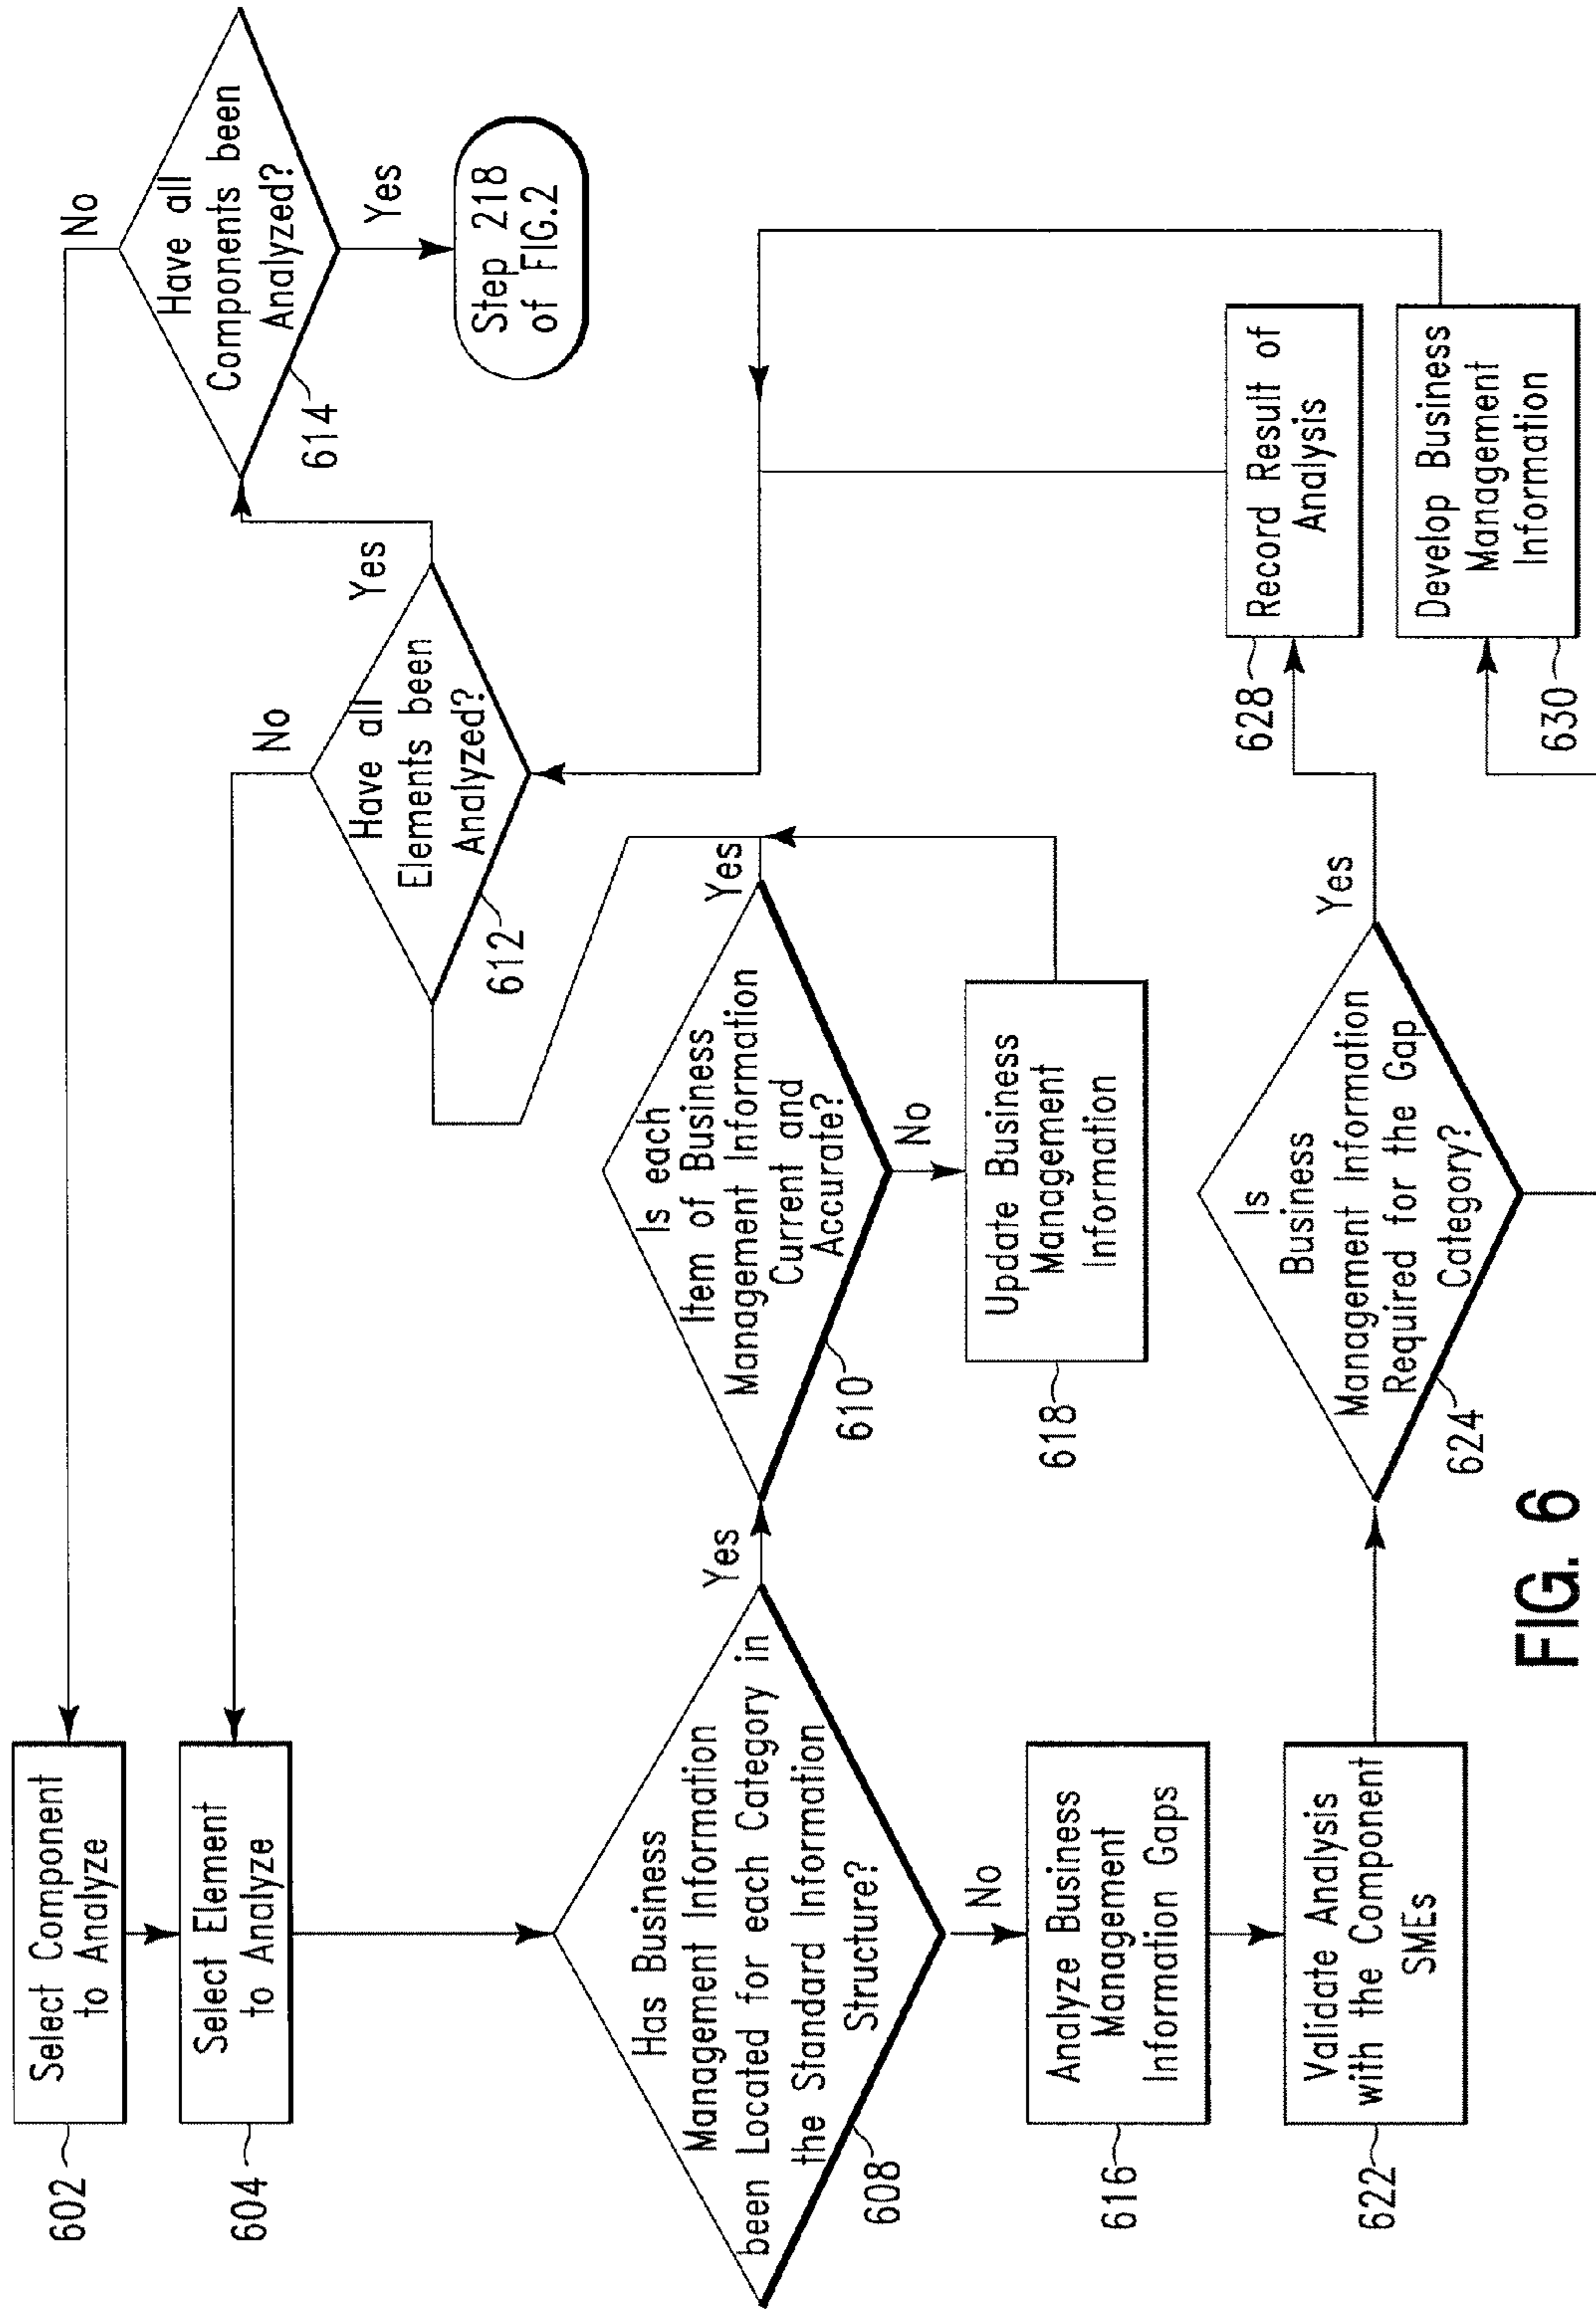 Select Component
to Analyze
602
Select Element
to Analyze
604
Has Business
Management Information
been Located for each Category in
the Standard Information
Structure?
608
Yes
No
Is each
Item of Business
Management Information
Current and
Accurate?
610
Yes
No
Update Business
Management
Information
618
Have all
Elements been
Analyzed?
612
No
Yes
Have all
Components been
Analyzed?
614
No
Yes
Step 218
of FIG.2
Analyze Business
Management
Information Gaps
616
Validate Analysis
with the Component
SMEs
622
Is
Business
Management Information
Required for the Gap
Category?
624
Yes
Record Result of
Analysis
628
Develop Business
Management
Information
630
FIG. 6